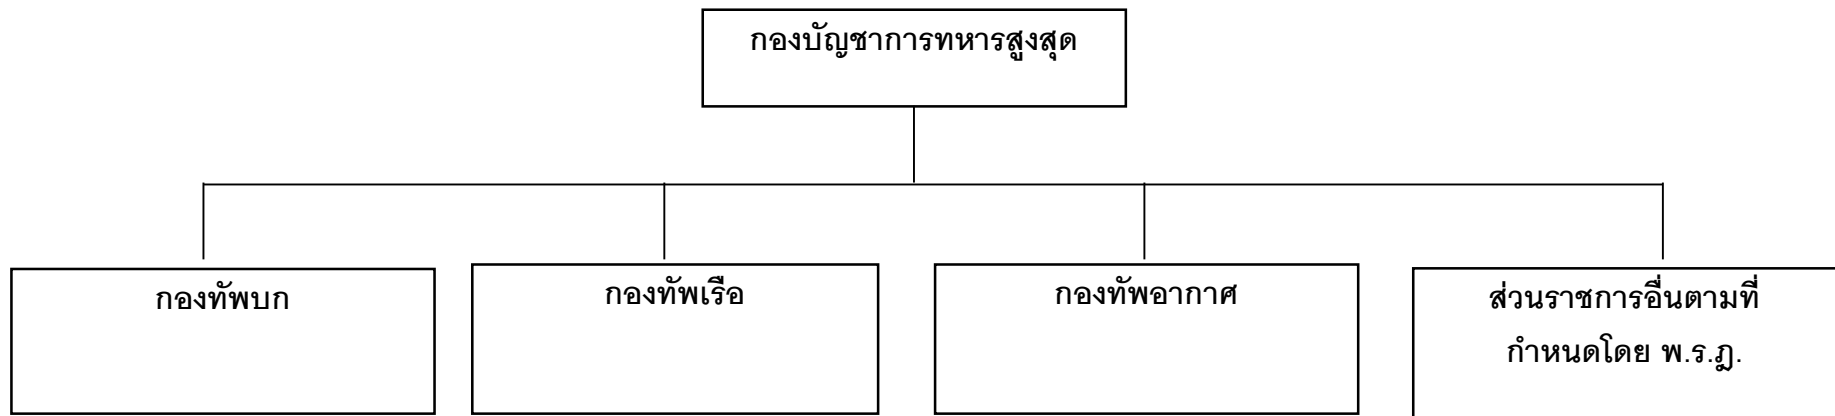 กองบัญชาการทหารสูงสุด
กองทัพบก
กองทัพเรือ
กองทัพอากาศ
ส่วนราชการอื่นตามที่
กำหนดโดย พ.ร.ฎ.